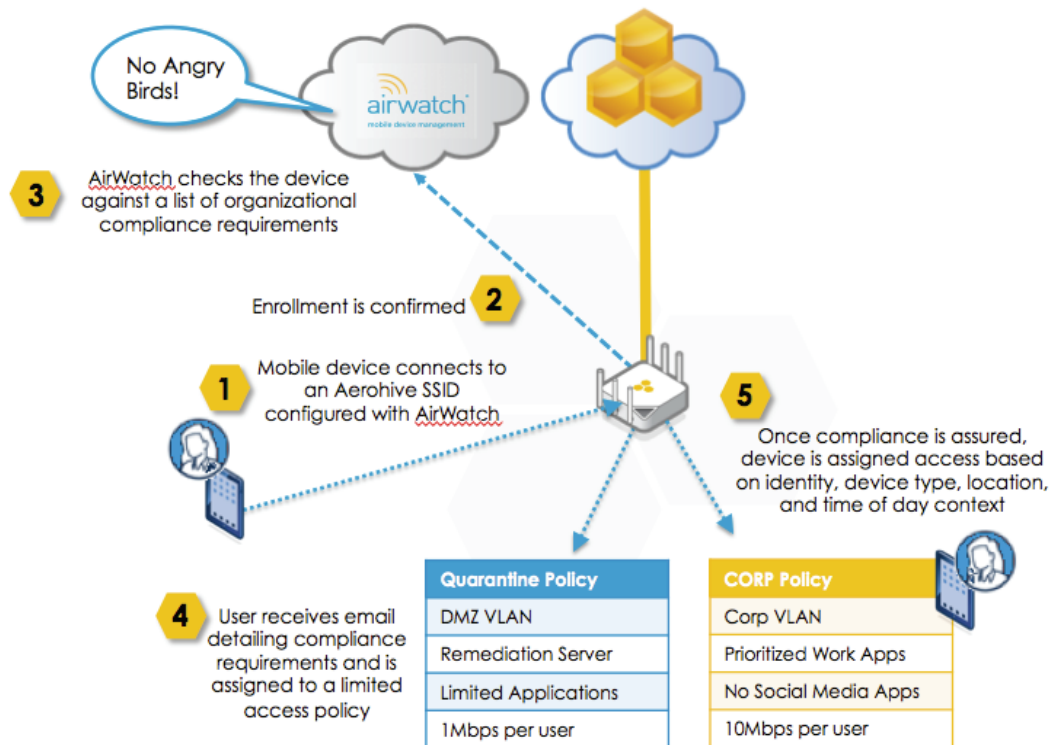 No Angry
Birds!
airwatch
mobile device management
3
AirWatch checks the device
against a list of organizational
compliance requirements
Enrollment is confirmed
2
1
Mobile device connects to
an Aerohive SSID
configured with AirWatch
5
Once compliance is assured,
device is assigned access based
on identity, device type, location,
and time of day context
4
User receives email
detailing compliance
requirements and is
assigned to a limited
access policy
Quarantine Policy
DMZ VLAN
Remediation Server
Limited Applications
1Mbps per user
CORP Policy
Corp VLAN
Prioritized Work Apps
No Social Media Apps
10Mbps per user